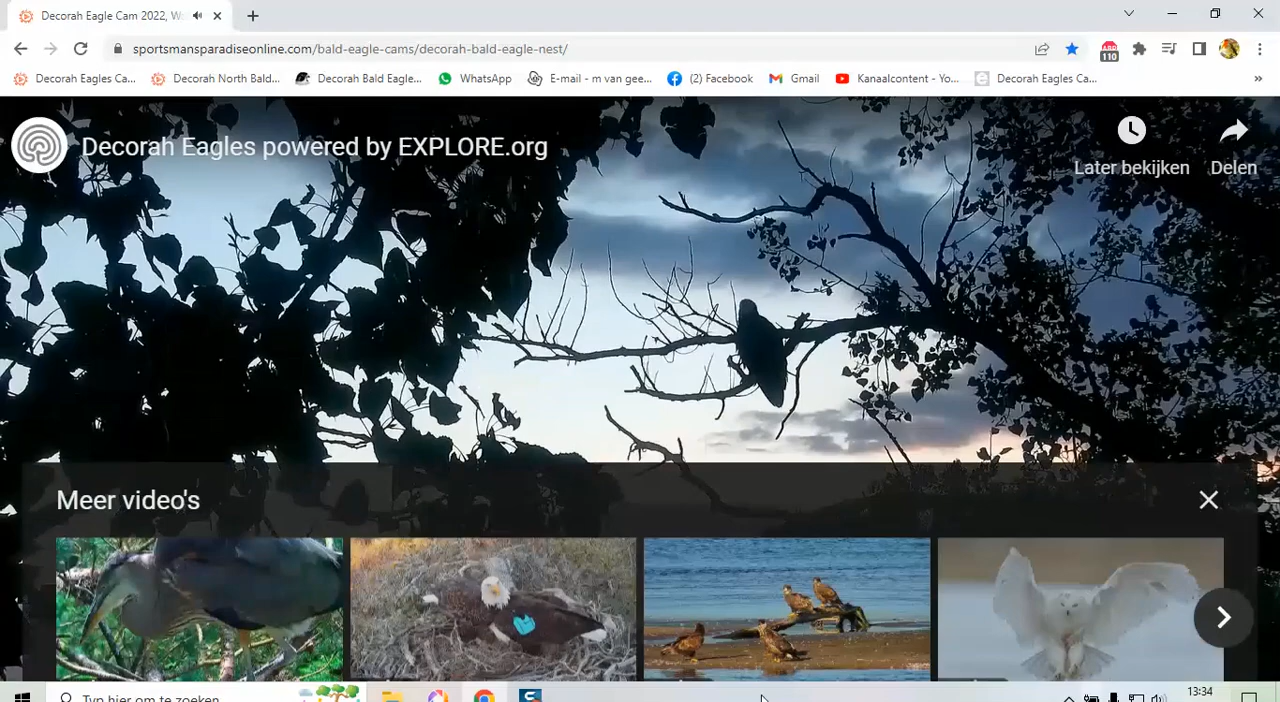 Decorah Eagle Cam 2022, W
sportsmansparadiseonline.com/bald-eagle-cams/decorah-bald-eagle-nest/
ABP
110
Decorah Eagles Ca...
Decorah North Bald...
Decorah Bald Eagle...
WhatsApp
E-mail - m van gee...
(2) Facebook
Gmail
Kanaalcontent - Yo...
Decorah Eagles Ca...
»
Decorah Eagles powered by EXPLORE.org
Later bekijken
Delen
Meer video's
Typ hier om te zoeken
13:34